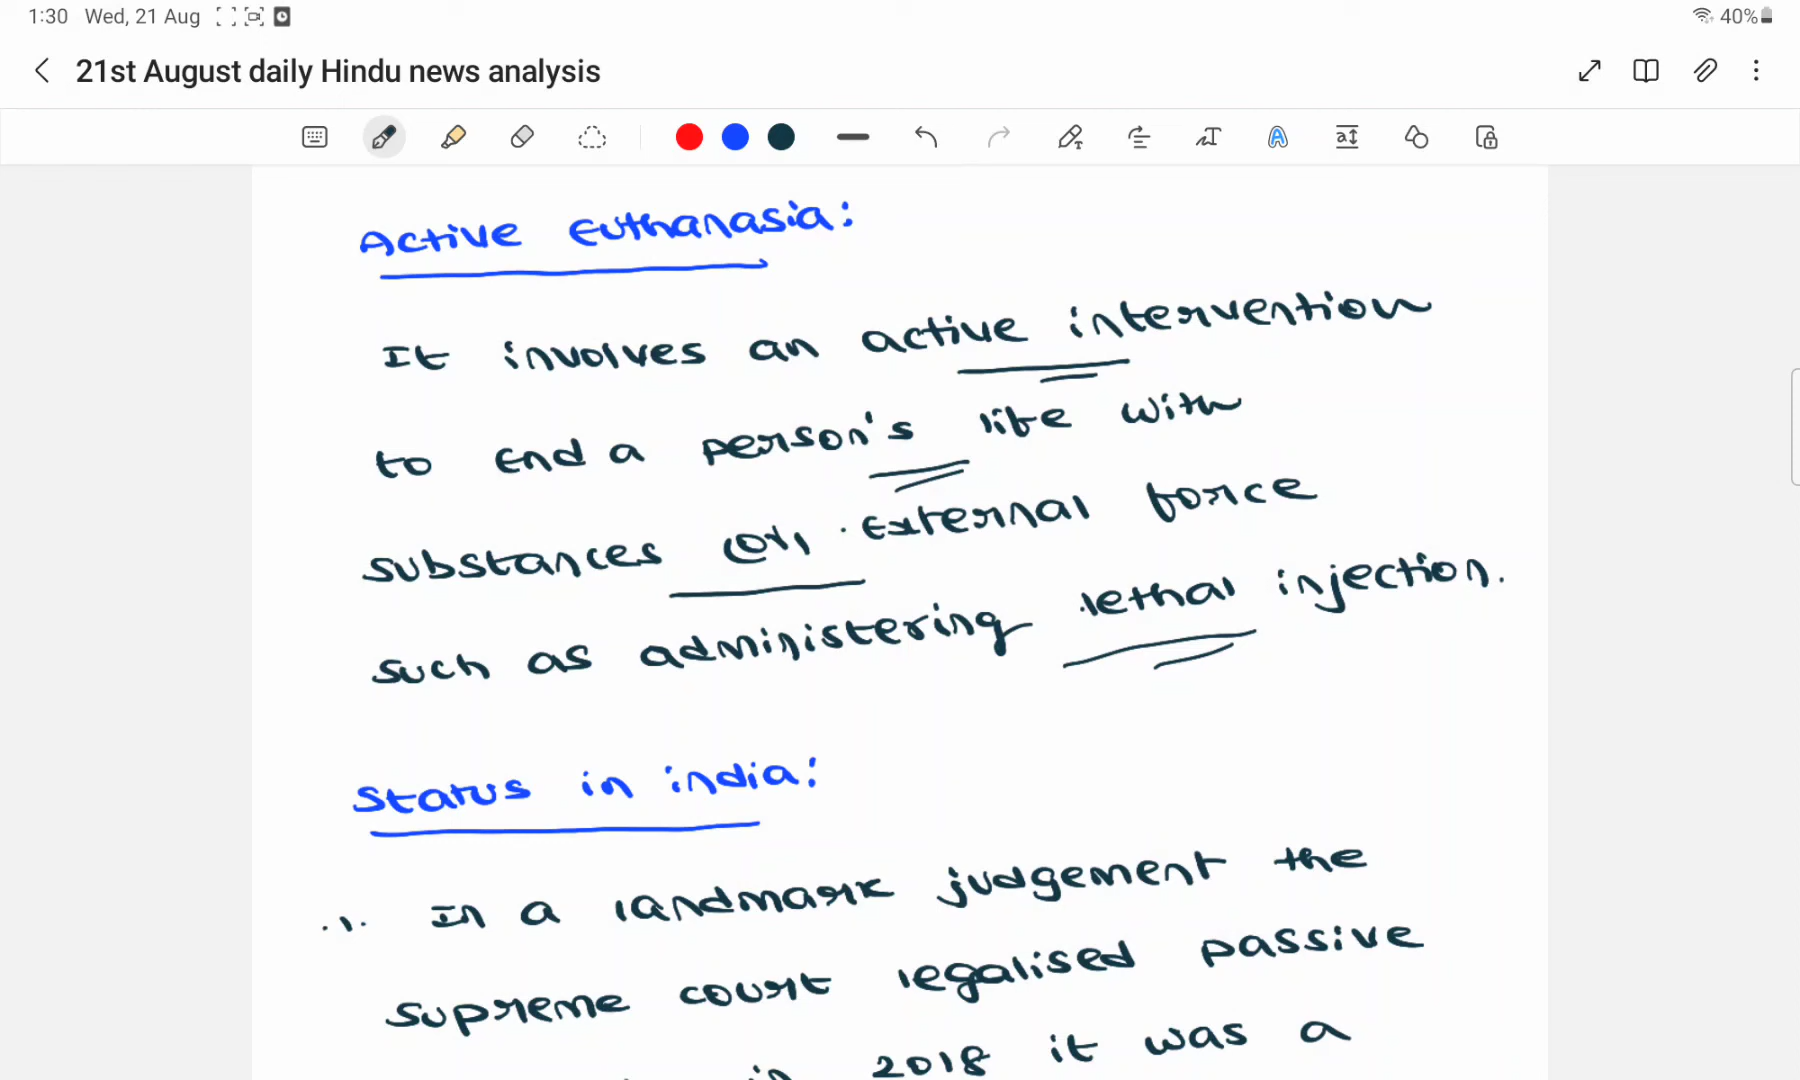 1:30 Wed, 21 Aug 40%
21st August daily Hindu news analysis
Active Euthanasia:
It involves an active intervention
to End a person's life with
substances (or) External force
such as administering lethal injection.
Status in india:
1. In a landmark judgement the
supreme court legalised passive
in 2018 it was a